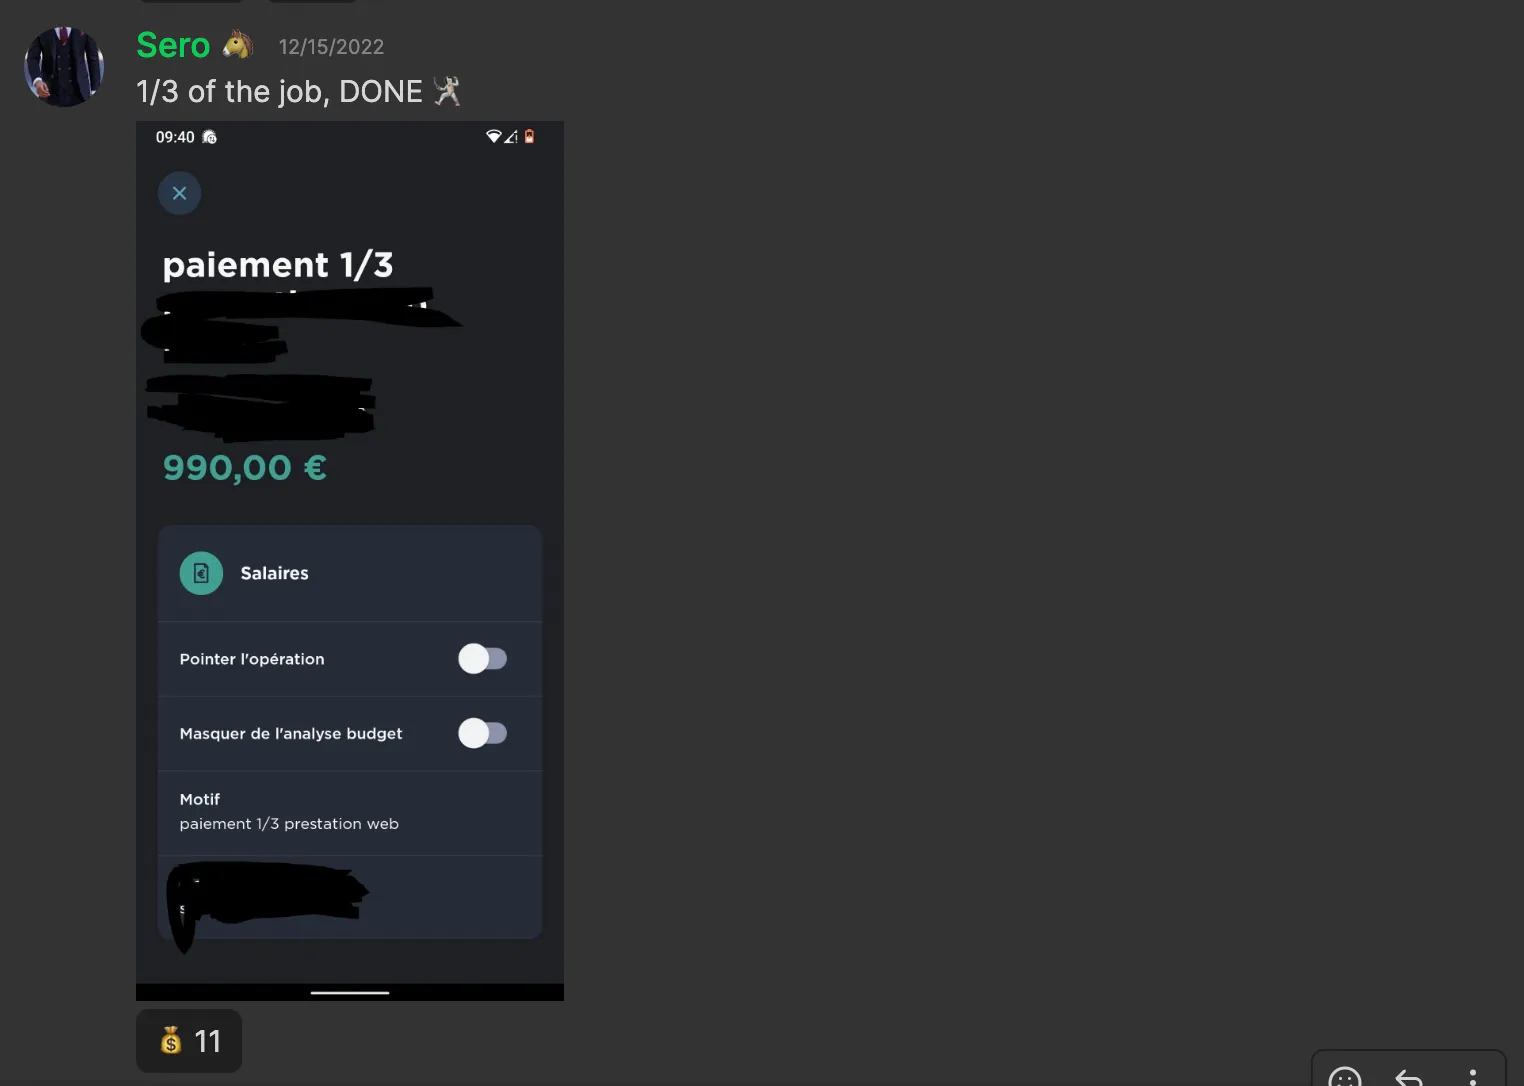 Sero 🐴 12/15/2022
1/3 of the job, DONE 🤺
09:40
paiement 1/3
990,00 €
Salaires
Pointer l'opération
Masquer de l'analyse budget
Motif
paiement 1/3 prestation web
💰 11